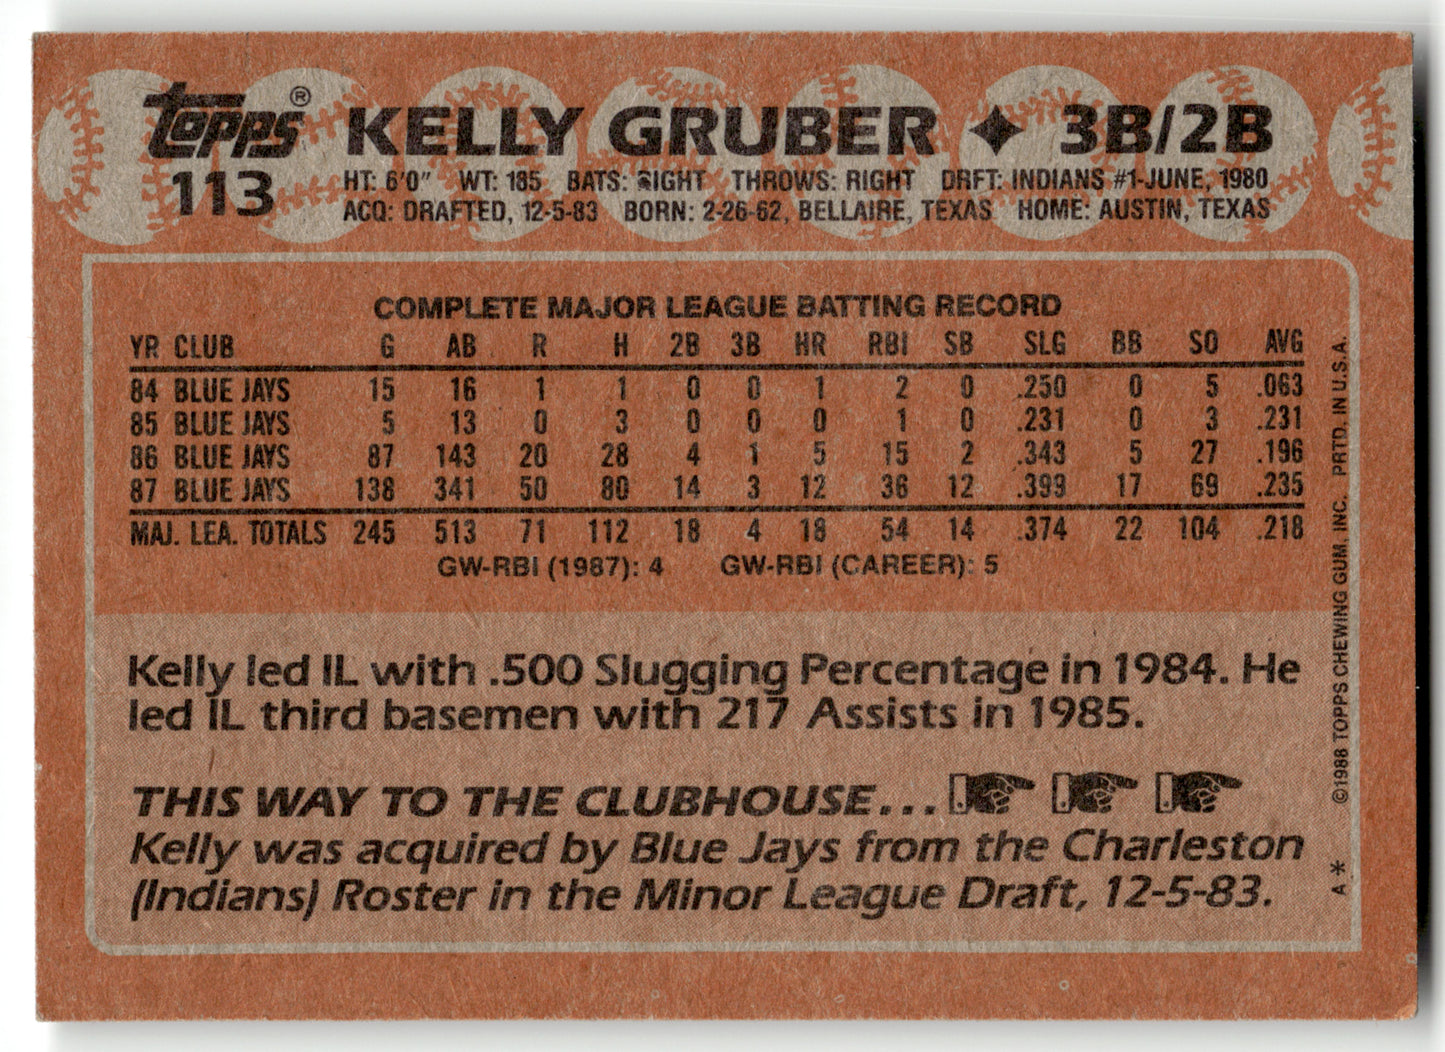 topps® KELLY GRUBER ✦ 3B/2B
113 HT: 6'0" WT: 185 BATS: RIGHT THROWS: RIGHT DRFT: INDIANS #1-JUNE, 1980
ACQ: DRAFTED, 12-5-83 BORN: 2-26-62, BELLAIRE, TEXAS HOME: AUSTIN, TEXAS
COMPLETE MAJOR LEAGUE BATTING RECORD
YR CLUB G AB R H 2B 3B HR RBI SB SLG BB SO AVG
84 BLUE JAYS 15 16 1 1 0 0 1 2 0 .250 0 5 .063
85 BLUE JAYS 5 13 0 3 0 0 0 1 0 .231 0 3 .231
86 BLUE JAYS 87 143 20 28 4 1 5 15 2 .343 5 27 .196
87 BLUE JAYS 138 341 50 80 14 3 12 36 12 .399 17 69 .235
MAJ. LEA. TOTALS 245 513 71 112 18 4 18 54 14 .374 22 104 .218
GW-RBI (1987): 4 GW-RBI (CAREER): 5
Kelly led IL with .500 Slugging Percentage in 1984. He
led IL third basemen with 217 Assists in 1985.
THIS WAY TO THE CLUBHOUSE...
Kelly was acquired by Blue Jays from the Charleston
(Indians) Roster in the Minor League Draft, 12-5-83.
A* ©1988 TOPPS CHEWING GUM, INC. PRTD. IN U.S.A.